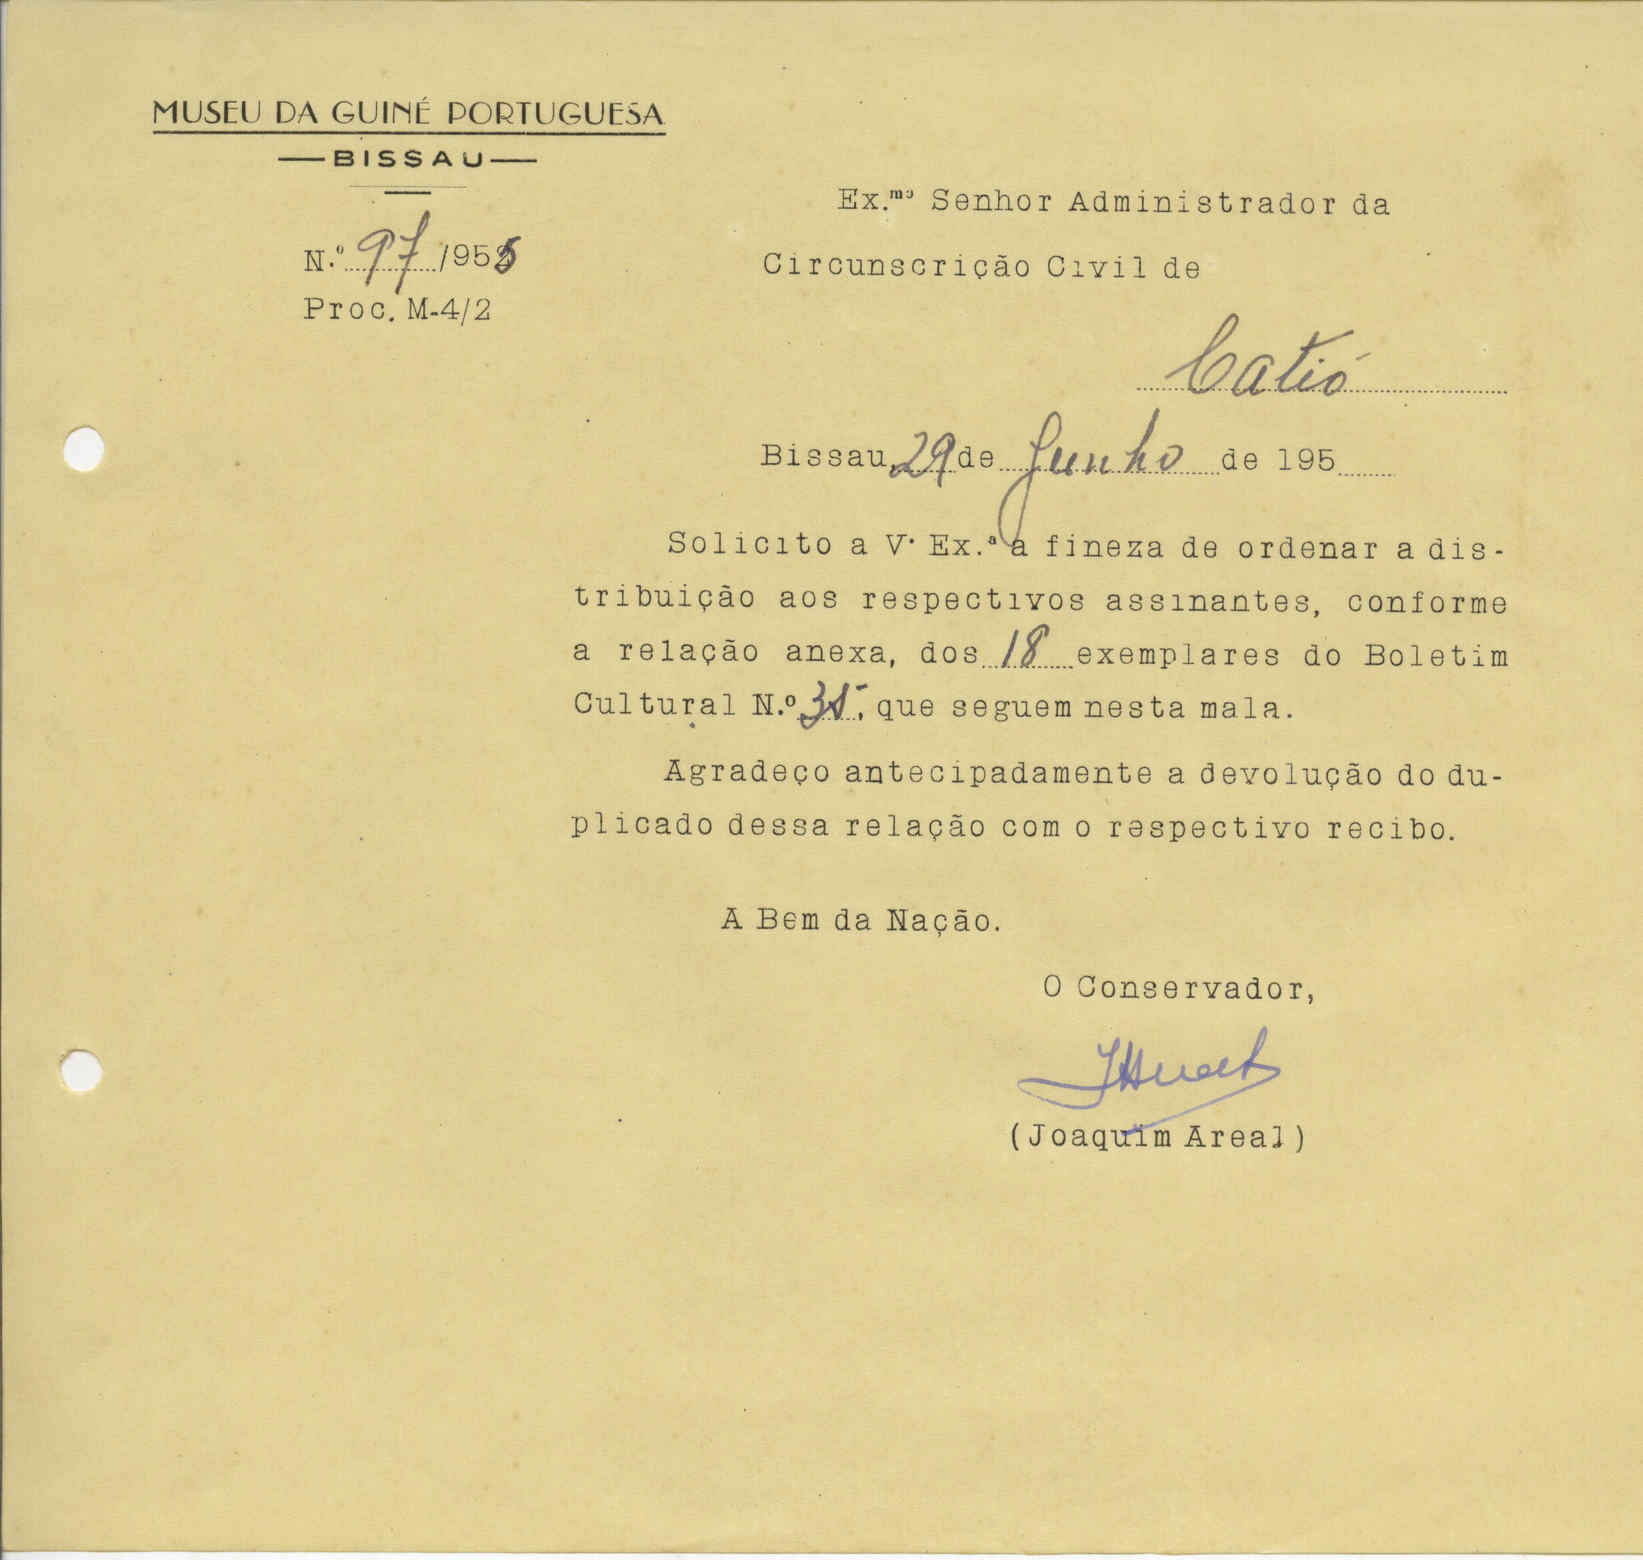 MUSEU DA GUINÉ PORTUGUESA
—BISSAU—
N.º 97 /955
Proc. M-4/2
Ex.mo Senhor Administrador da
Circunscrição Civil de
Catió
Bissau, 29 de Junho de 195
Solicito a V. Ex.ª a fineza de ordenar a dis-
tribuição aos respectivos assinantes, conforme
a relação anexa, dos 18 exemplares do Boletim
Cultural N.º 35, que seguem nesta mala.
Agradeço antecipadamente a devolução do du-
plicado dessa relação com o respectivo recibo.
A Bem da Nação.
O Conservador,
(Joaquim Areal)